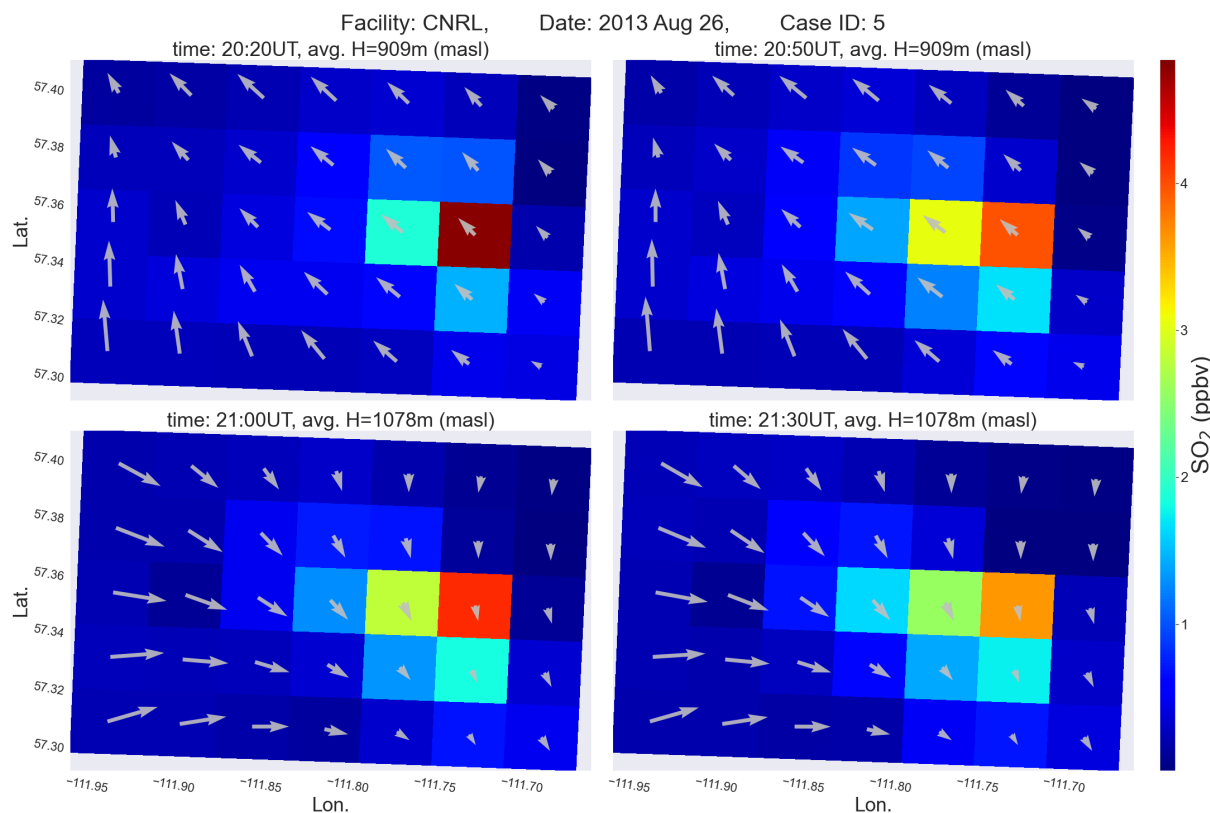 Facility: CNRL, Date: 2013 Aug 26, Case ID: 5
time: 20:20UT, avg. H=909m (masl)
time: 20:50UT, avg. H=909m (masl)
57.40
57.38
57.36
57.34
57.32
57.30
Lat.
4
3
2
1
SO2 (ppbv)
time: 21:00UT, avg. H=1078m (masl)
time: 21:30UT, avg. H=1078m (masl)
57.40
57.38
57.36
57.34
57.32
57.30
Lat.
−111.95 −111.90 −111.85 −111.80 −111.75 −111.70
−111.95 −111.90 −111.85 −111.80 −111.75 −111.70
Lon.
Lon.